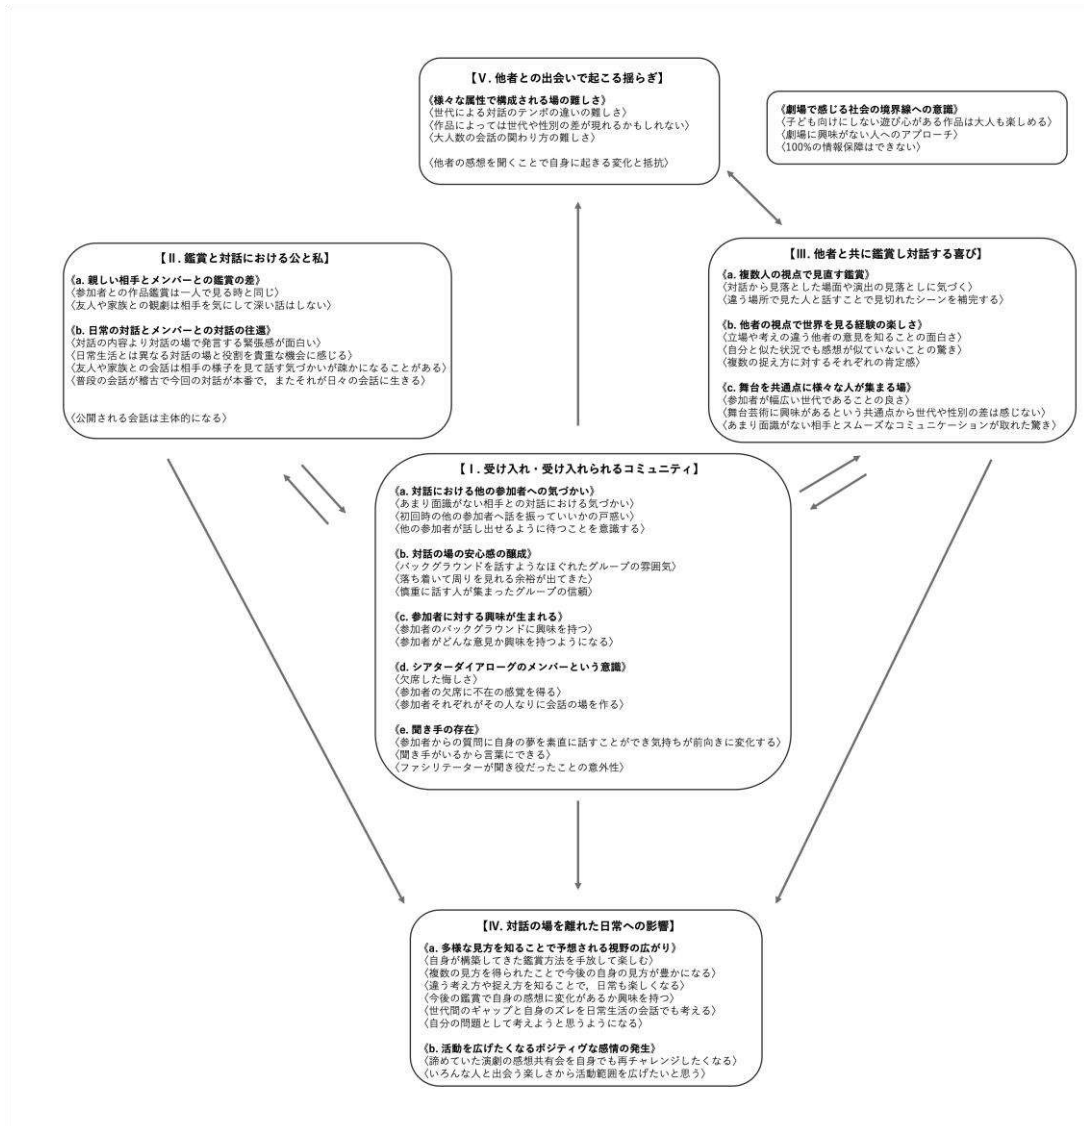 【Ⅴ. 他者との出会いで起こる揺らぎ】
《様々な属性で構成される場の難しさ》
〈世代による対話のテンポの違いの難しさ〉
〈作品によっては世代や性別の差が現れるかもしれない〉
〈大人数の会話の関わり方の難しさ〉
〈他者の感想を聞くことで自身に起きる変化と抵抗〉
《劇場で感じる社会の境界線への意識》
〈子ども向けにしない遊び心がある作品は大人も楽しめる〉
〈劇場に興味がない人へのアプローチ〉
〈100%の情報保障はできない〉
【Ⅱ. 鑑賞と対話における公と私】
《a. 親しい相手とメンバーとの鑑賞の差》
〈参加者との作品鑑賞は一人で見る時と同じ〉
〈友人や家族との観劇は相手を気にして深い話はしない〉
《b. 日常の対話とメンバーとの対話の往還》
〈対話の内容より対話の場で発言する緊張感が面白い〉
〈日常生活とは異なる対話の場と役割を貴重な機会に感じる〉
〈友人や家族との会話は相手の様子を見て話す気づかいが疎かになることがある〉
〈普段の会話が稽古で今回の対話が本番で，またそれが日々の会話に生きる〉
〈公開される会話は主体的になる〉
【Ⅲ. 他者と共に鑑賞し対話する喜び】
《a. 複数人の視点で見直す鑑賞》
〈対話から見落とした場面や演出の見落としに気づく〉
〈違う場所で見た人と話すことで見切れたシーンを補完する〉
《b. 他者の視点で世界を見る経験の楽しさ》
〈立場や考えの違う他者の意見を知ることの面白さ〉
〈自分と似た状況でも感想が似ていないことの驚き〉
〈複数の捉え方に対するそれぞれの肯定感〉
《c. 舞台を共通点に様々な人が集まる場》
〈参加者が幅広い世代であることの良さ〉
〈舞台芸術に興味があるという共通点から世代や性別の差は感じない〉
〈あまり面識がない相手とスムーズなコミュニケーションが取れた驚き〉
【Ⅰ. 受け入れ・受け入れられるコミュニティ】
《a. 対話における他の参加者への気づかい》
〈あまり面識がない相手との対話における気づかい〉
〈初回時の他の参加者へ話を振っていいかの戸惑い〉
〈他の参加者が話し出せるように待つことを意識する〉
《b. 対話の場の安心感の醸成》
〈バックグラウンドを話すようなほぐれたグループの雰囲気〉
〈落ち着いて周りを見れる余裕が出てきた〉
〈慎重に話す人が集まったグループの信頼〉
《c. 参加者に対する興味が生まれる》
〈参加者のバックグラウンドに興味を持つ〉
〈参加者がどんな意見か興味を持つようになる〉
《d. シアターダイアローグのメンバーという意識》
〈欠席した悔しさ〉
〈参加者の欠席に不在の感覚を得る〉
〈参加者それぞれがその人なりに会話の場を作る〉
《e. 聞き手の存在》
〈参加者からの質問に自身の夢を素直に話すことができ気持ちが前向きに変化する〉
〈聞き手がいるから言葉にできる〉
〈ファシリテーターが聞き役だったことの意外性〉
【Ⅳ. 対話の場を離れた日常への影響】
《a. 多様な見方を知ることで予想される視野の広がり》
〈自身が構築してきた鑑賞方法を手放して楽しむ〉
〈複数の見方を得られたことで今後の自身の見方が豊かになる〉
〈違う考え方や捉え方を知ることで，日常も楽しくなる〉
〈今後の鑑賞で自身の感想に変化があるか興味を持つ〉
〈世代間のギャップと自身のズレを日常生活の会話でも考える〉
〈自分の問題として考えようと思うようになる〉
《b. 活動を広げたくなるポジティヴな感情の発生》
〈諦めていた演劇の感想共有会を自身でも再チャレンジしたくなる〉
〈いろんな人と出会う楽しさから活動範囲を広げたいと思う〉